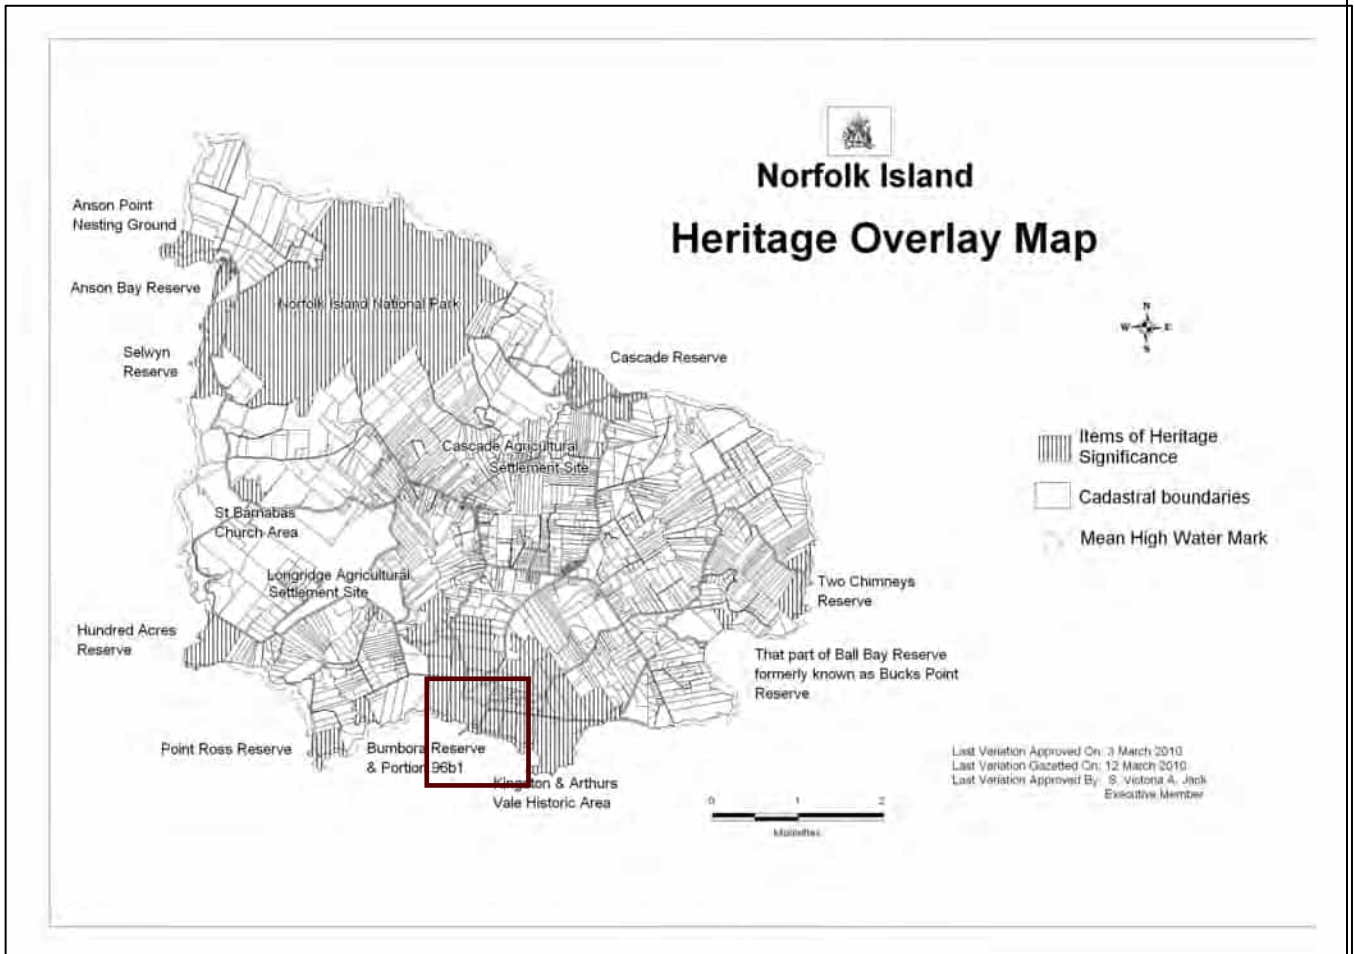 Norfolk Island
Heritage Overlay Map
Anson Point
Nesting Ground
Anson Bay Reserve
Norfolk Island National Park
Selwyn
Reserve
Cascade Reserve
N
W E
S
Cascade Agricultural
Settlement Site
Items of Heritage
Significance
Cadastral boundaries
Mean High Water Mark
St Barnabas
Church Area
Longridge Agricultural
Settlement Site
Two Chimneys
Reserve
Hundred Acres
Reserve
That part of Ball Bay Reserve
formerly known as Bucks Point
Reserve
Point Ross Reserve
Bumbora Reserve
& Portion 96b1
Kingston & Arthurs
Vale Historic Area
Last Variation Approved On: 3 March 2010
Last Variation Gazetted On: 12 March 2010
Last Variation Approved By: S. Victoria A. Jack
Executive Member
0 1 2